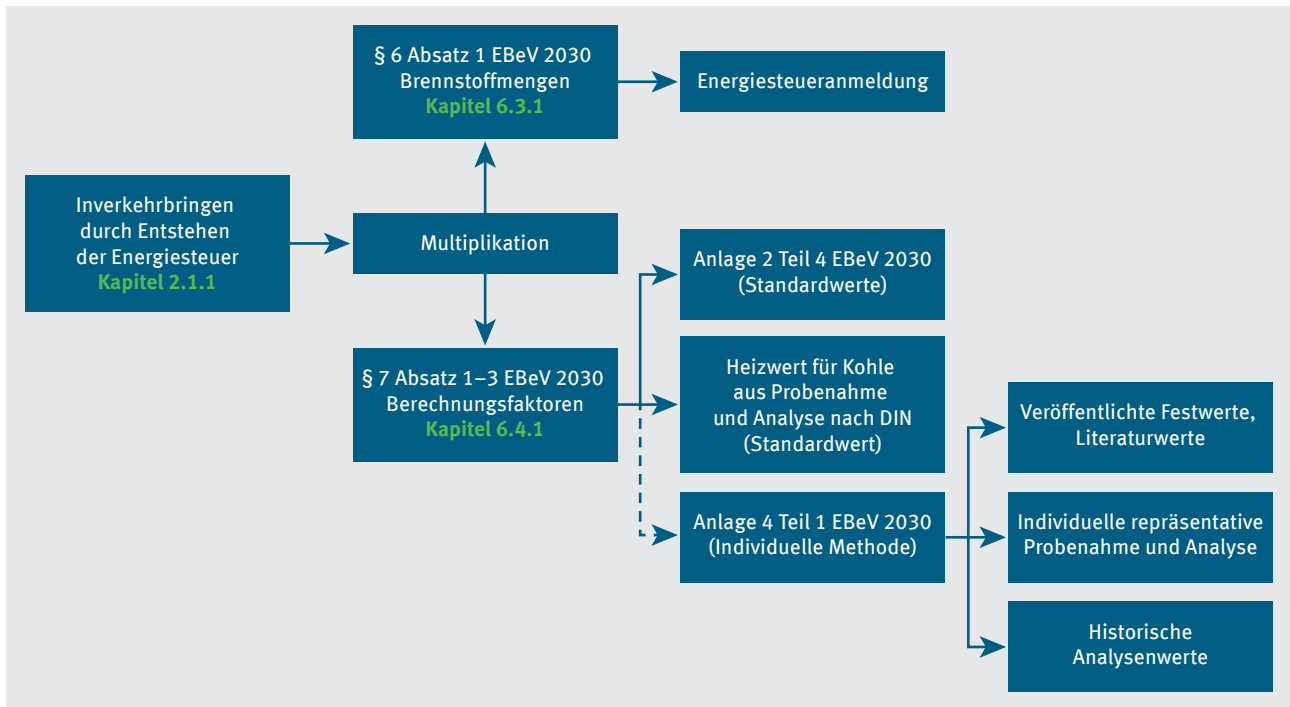 § 6 Absatz 1 EBeV 2030
Brennstoffmengen
Kapitel 6.3.1
Energiesteueranmeldung
Inverkehrbringen
durch Entstehen
der Energiesteuer
Kapitel 2.1.1
Multiplikation
Anlage 2 Teil 4 EBeV 2030
(Standardwerte)
§ 7 Absatz 1–3 EBeV 2030
Berechnungsfaktoren
Kapitel 6.4.1
Heizwert für Kohle
aus Probenahme
und Analyse nach DIN
(Standardwert)
Anlage 4 Teil 1 EBeV 2030
(Individuelle Methode)
Veröffentlichte Festwerte,
Literaturwerte
Individuelle repräsentative
Probenahme und Analyse
Historische
Analysenwerte